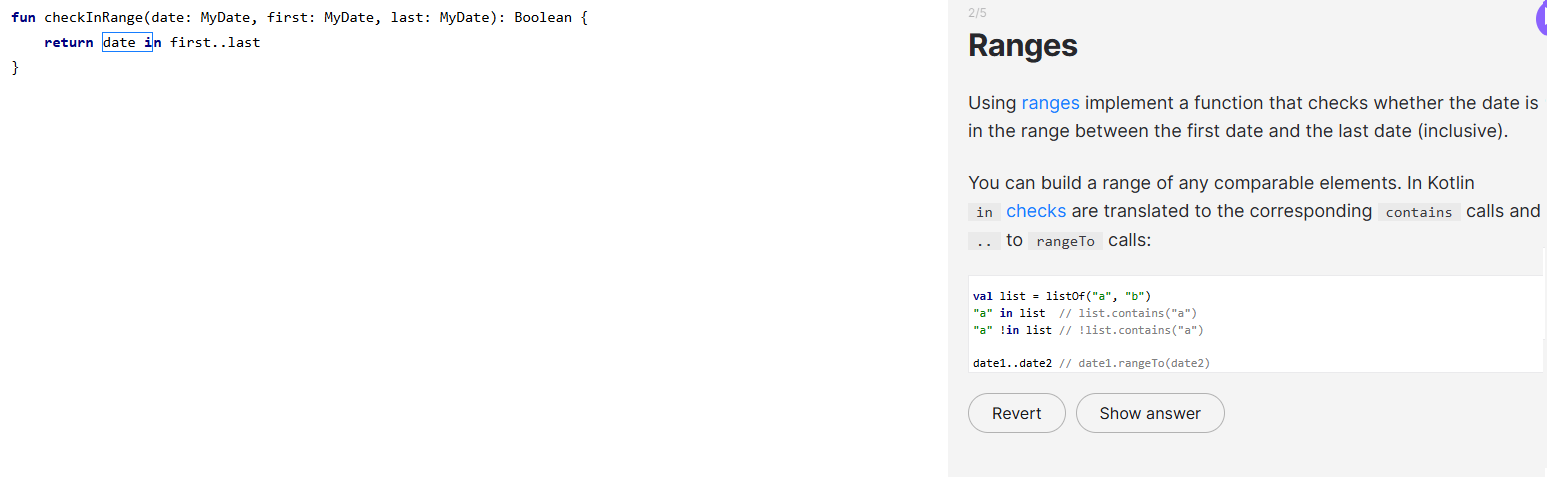 fun checkInRange(date: MyDate, first: MyDate, last: MyDate): Boolean {
    return date in first..last
}
2/5
Ranges
Using ranges implement a function that checks whether the date is
in the range between the first date and the last date (inclusive).
You can build a range of any comparable elements. In Kotlin
in checks are translated to the corresponding contains calls and
.. to rangeTo calls:
val list = listOf("a", "b")
"a" in list  // list.contains("a")
"a" !in list // !list.contains("a")
date1..date2 // date1.rangeTo(date2)
Revert Show answer